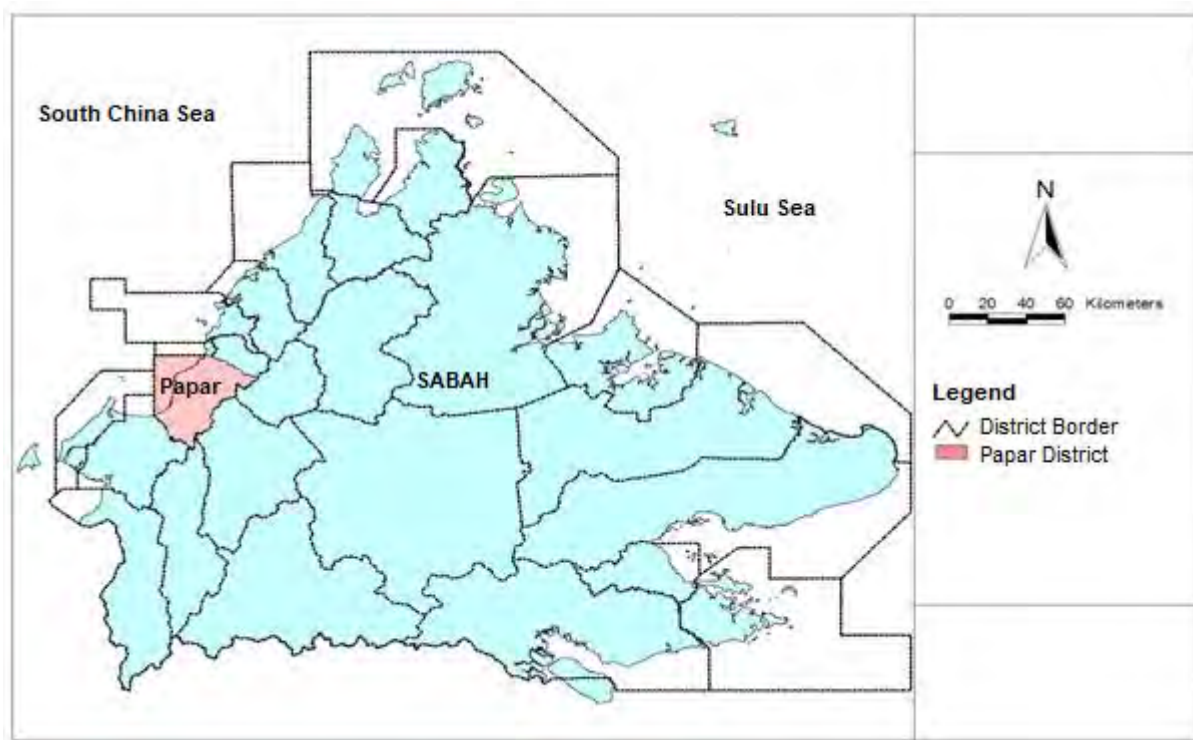 South China Sea
Sulu Sea
Papar
SABAH
N
0 20 40 60 Kilometers
Legend
District Border
Papar District